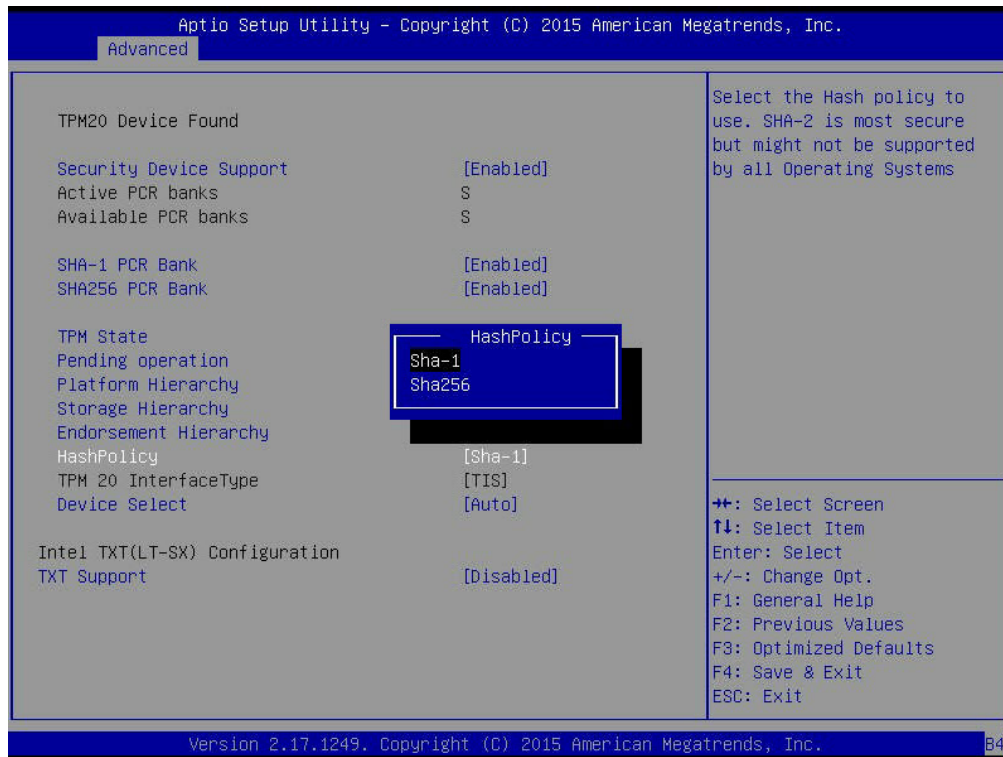 Aptio Setup Utility – Copyright (C) 2015 American Megatrends, Inc.
Advanced
TPM20 Device Found
Security Device Support [Enabled]
Active PCR banks S
Available PCR banks S
SHA-1 PCR Bank [Enabled]
SHA256 PCR Bank [Enabled]
TPM State
Pending operation
Platform Hierarchy
Storage Hierarchy
Endorsement Hierarchy
HashPolicy [Sha-1]
TPM 20 InterfaceType [TIS]
Device Select [Auto]
Intel TXT(LT-SX) Configuration
TXT Support [Disabled]
HashPolicy
Sha-1
Sha256
Select the Hash policy to
use. SHA-2 is most secure
but might not be supported
by all Operating Systems
→←: Select Screen
↑↓: Select Item
Enter: Select
+/-: Change Opt.
F1: General Help
F2: Previous Values
F3: Optimized Defaults
F4: Save & Exit
ESC: Exit
Version 2.17.1249. Copyright (C) 2015 American Megatrends, Inc.
B4